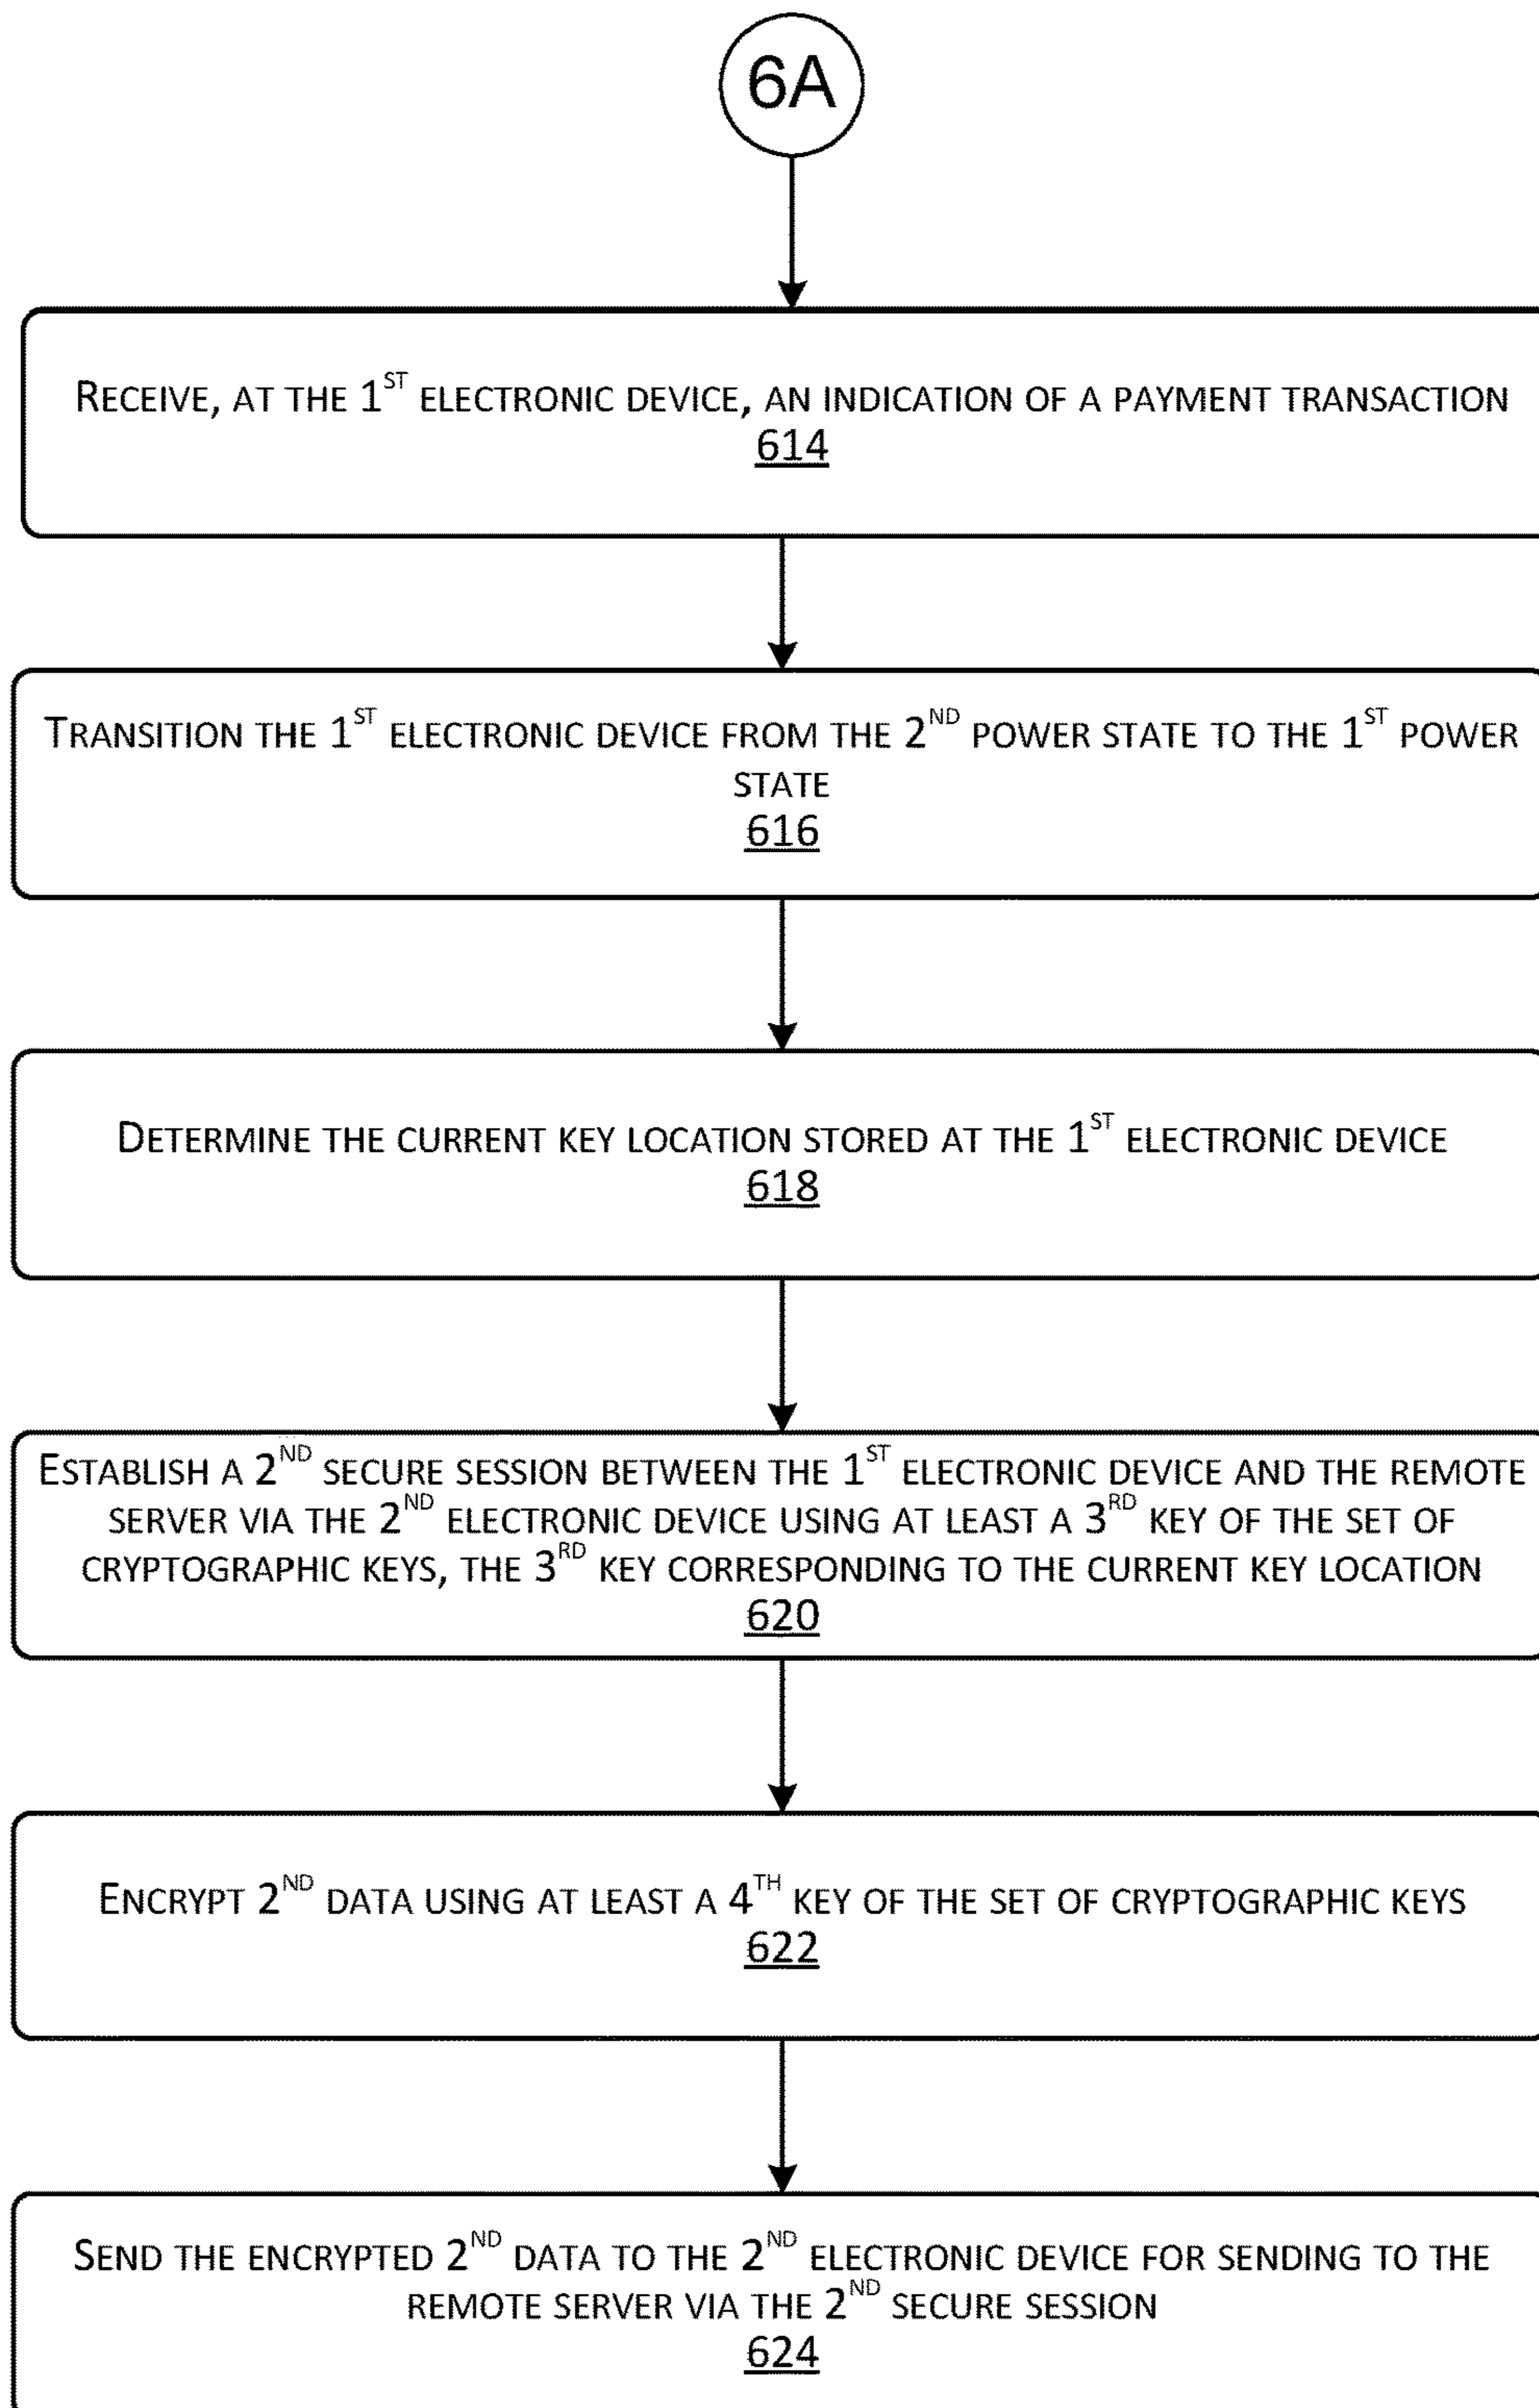 6A
RECEIVE, AT THE 1ST ELECTRONIC DEVICE, AN INDICATION OF A PAYMENT TRANSACTION
614
TRANSITION THE 1ST ELECTRONIC DEVICE FROM THE 2ND POWER STATE TO THE 1ST POWER
STATE
616
DETERMINE THE CURRENT KEY LOCATION STORED AT THE 1ST ELECTRONIC DEVICE
618
ESTABLISH A 2ND SECURE SESSION BETWEEN THE 1ST ELECTRONIC DEVICE AND THE REMOTE
SERVER VIA THE 2ND ELECTRONIC DEVICE USING AT LEAST A 3RD KEY OF THE SET OF
CRYPTOGRAPHIC KEYS, THE 3RD KEY CORRESPONDING TO THE CURRENT KEY LOCATION
620
ENCRYPT 2ND DATA USING AT LEAST A 4TH KEY OF THE SET OF CRYPTOGRAPHIC KEYS
622
SEND THE ENCRYPTED 2ND DATA TO THE 2ND ELECTRONIC DEVICE FOR SENDING TO THE
REMOTE SERVER VIA THE 2ND SECURE SESSION
624